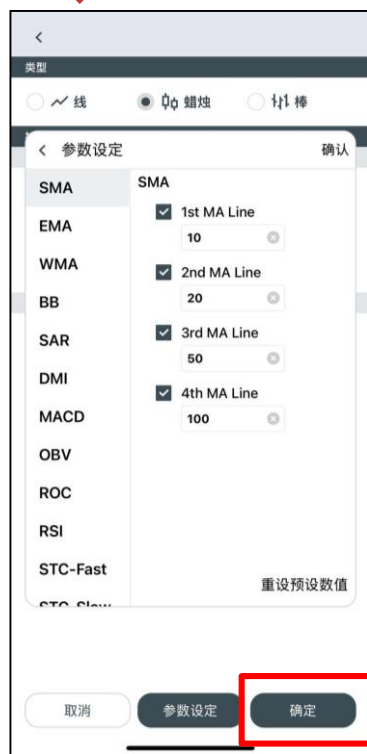 类型
线 蜡烛 棒
参数设定 确认
SMA
EMA
WMA
BB
SAR
DMI
MACD
OBV
ROC
RSI
STC-Fast
STC-Slow
SMA
1st MA Line
10
2nd MA Line
20
3rd MA Line
50
4th MA Line
100
重设预设数值
取消 参数设定 确定